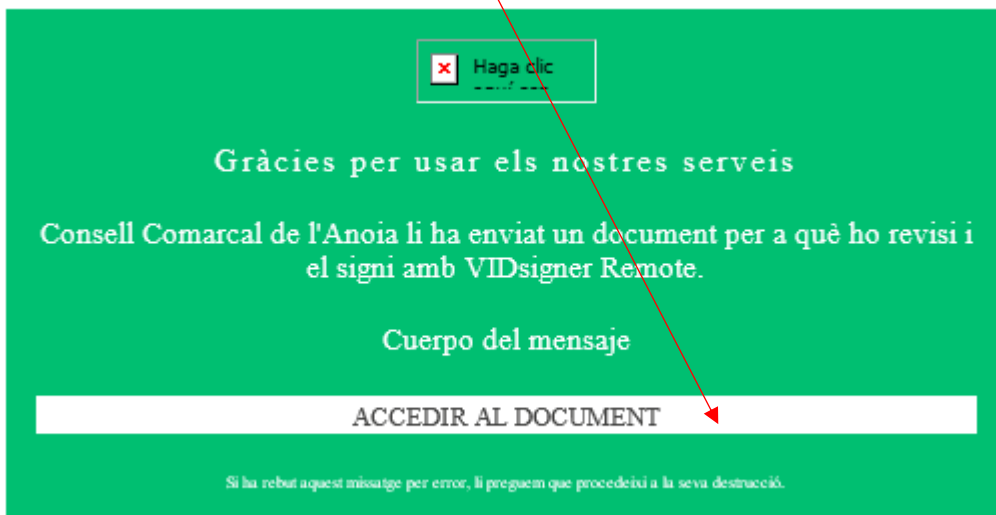 Haga clic
Gràcies per usar els nostres serveis
Consell Comarcal de l'Anoia li ha enviat un document per a què ho revisi i
el signi amb VIDsigner Remote.
Cuerpo del mensaje
ACCEDIR AL DOCUMENT
Si ha rebut aquest missatge per error, li preguem que procedeixi a la seva destrucció.